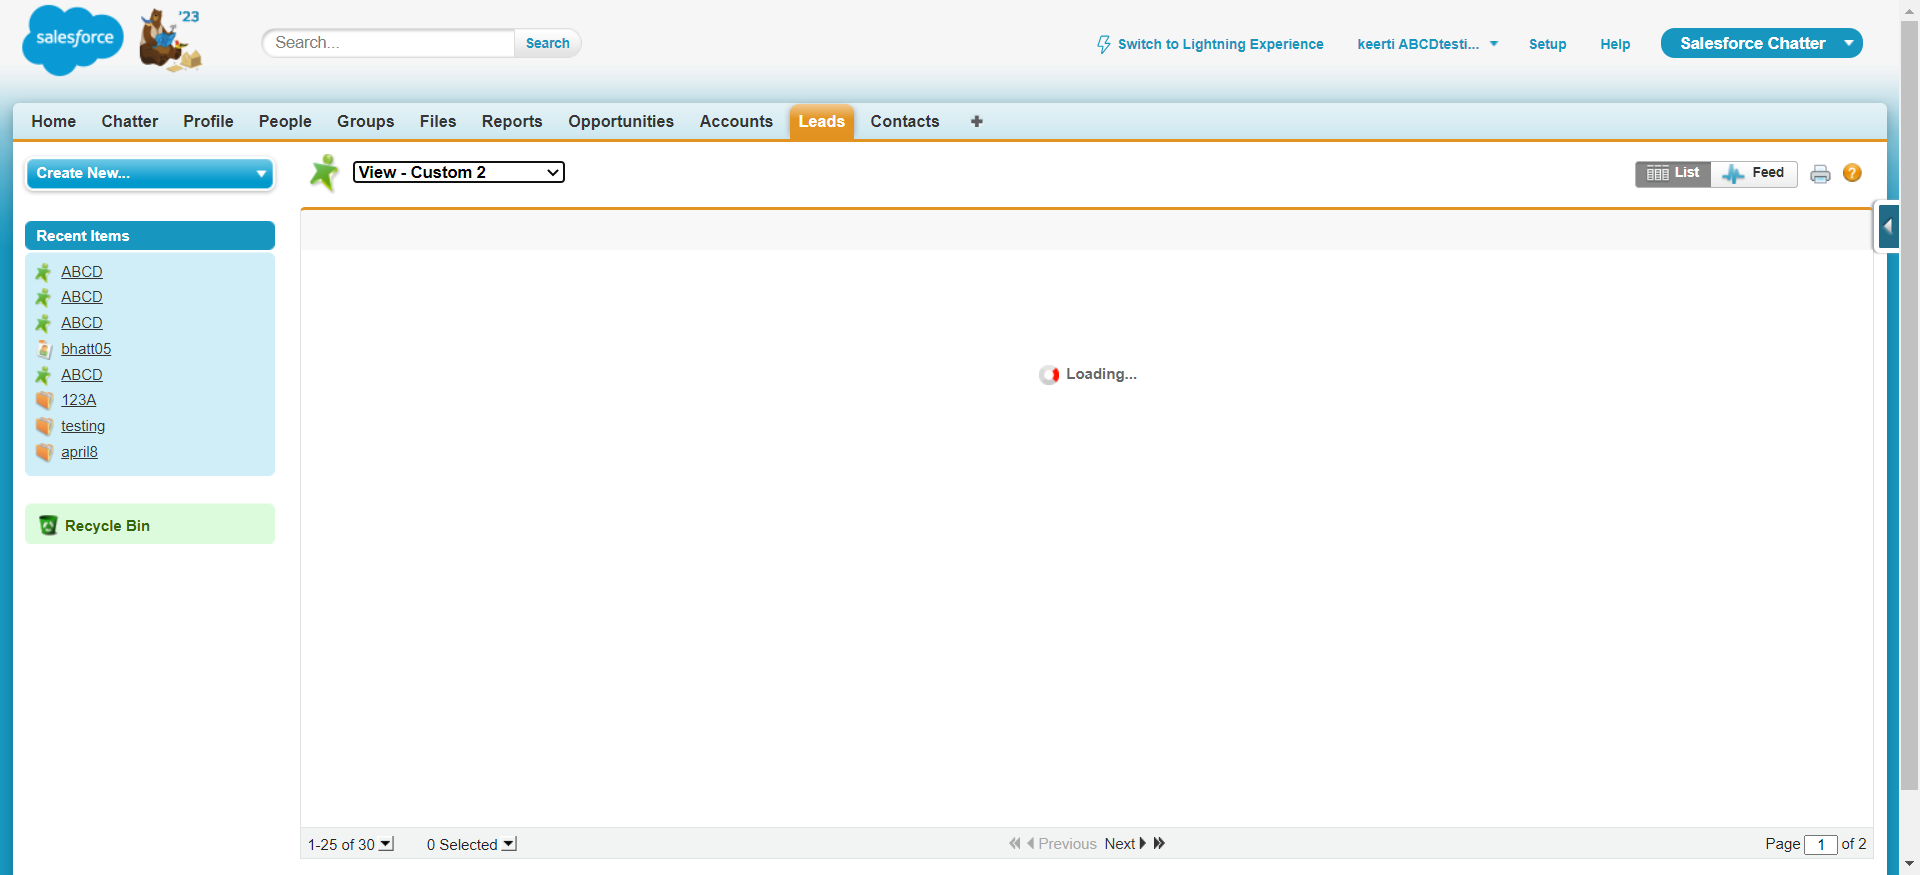 salesforce
'23
Search...
Search
Switch to Lightning Experience
keerti ABCDtesti...
Setup
Help
Salesforce Chatter
Home
Chatter
Profile
People
Groups
Files
Reports
Opportunities
Accounts
Leads
Contacts
+
Create New...
View - Custom 2
List
Feed
?
Recent Items
ABCD
ABCD
ABCD
bhatt05
ABCD
123A
testing
april8
Recycle Bin
Loading...
1-25 of 30
0 Selected
Previous
Next
Page 1 of 2